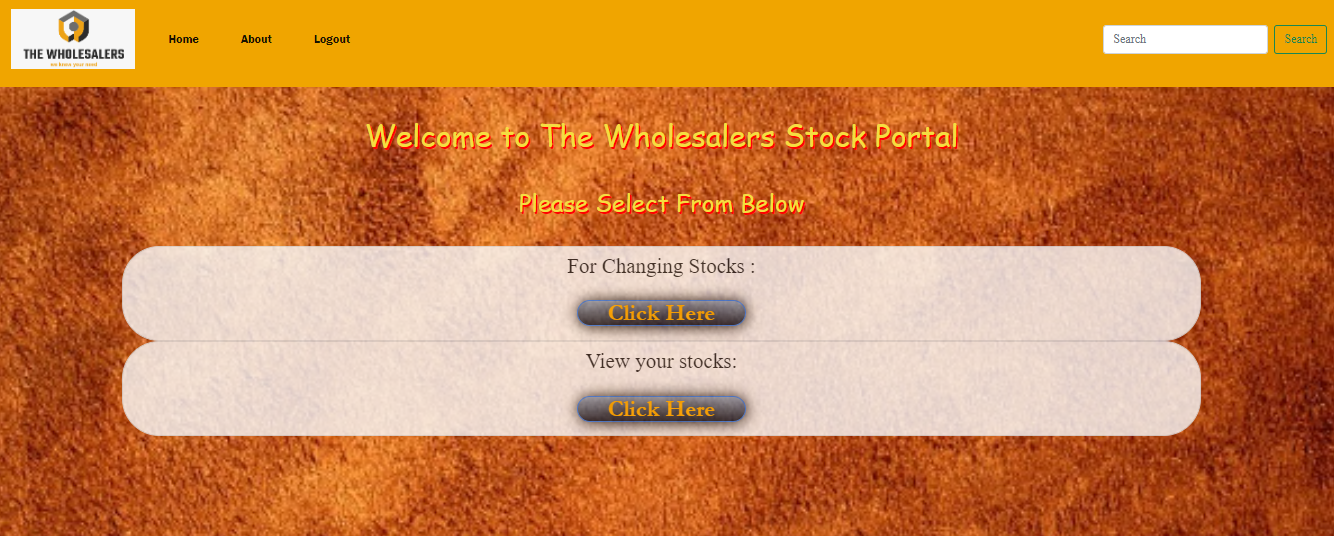 THE WHOLESALERS
we know your need
Home
About
Logout
Search
Search
Welcome to The Wholesalers Stock Portal
Please Select From Below
For Changing Stocks :
Click Here
View your stocks:
Click Here